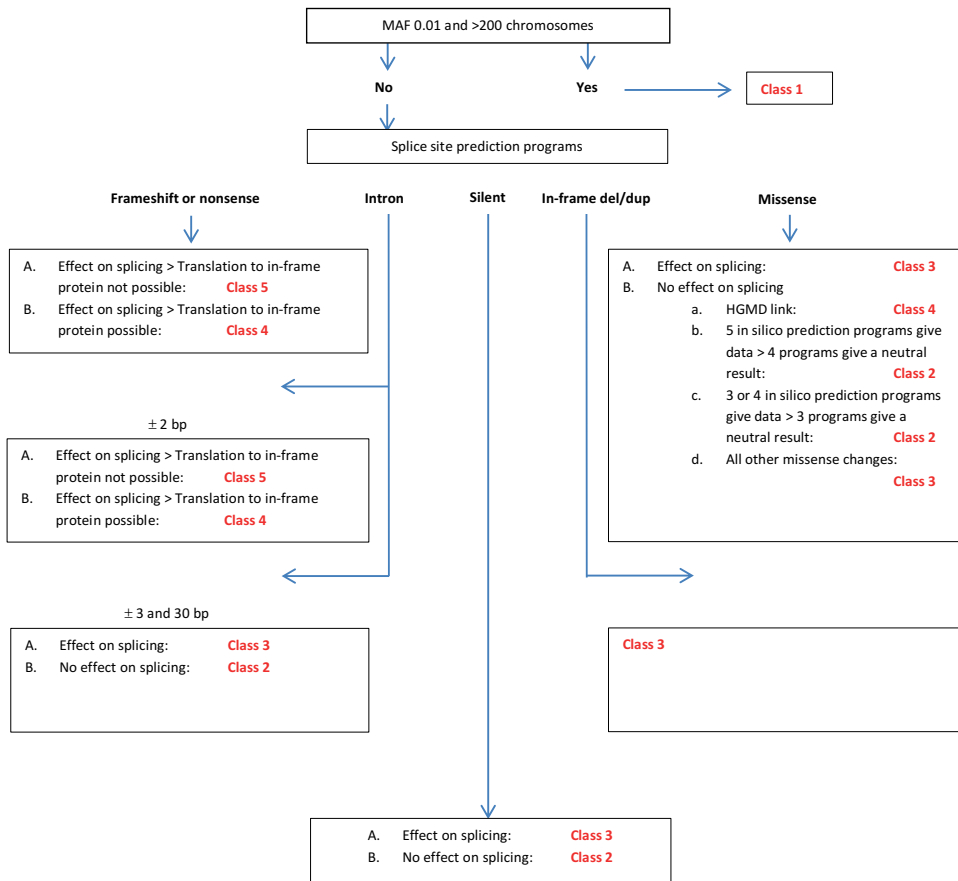 MAF 0.01 and >200 chromosomes
No
Yes
Class 1
Splice site prediction programs
Frameshift or nonsense
Intron
Silent
In-frame del/dup
Missense
A. Effect on splicing > Translation to in-frame
protein not possible: Class 5
B. Effect on splicing > Translation to in-frame
protein possible: Class 4
A. Effect on splicing: Class 3
B. No effect on splicing
a. HGMD link: Class 4
b. 5 in silico prediction programs give
data > 4 programs give a neutral
result: Class 2
c. 3 or 4 in silico prediction programs
give data > 3 programs give a
neutral result: Class 2
d. All other missense changes:
Class 3
± 2 bp
A. Effect on splicing > Translation to in-frame
protein not possible: Class 5
B. Effect on splicing > Translation to in-frame
protein possible: Class 4
± 3 and 30 bp
A. Effect on splicing: Class 3
B. No effect on splicing: Class 2
Class 3
A. Effect on splicing: Class 3
B. No effect on splicing: Class 2